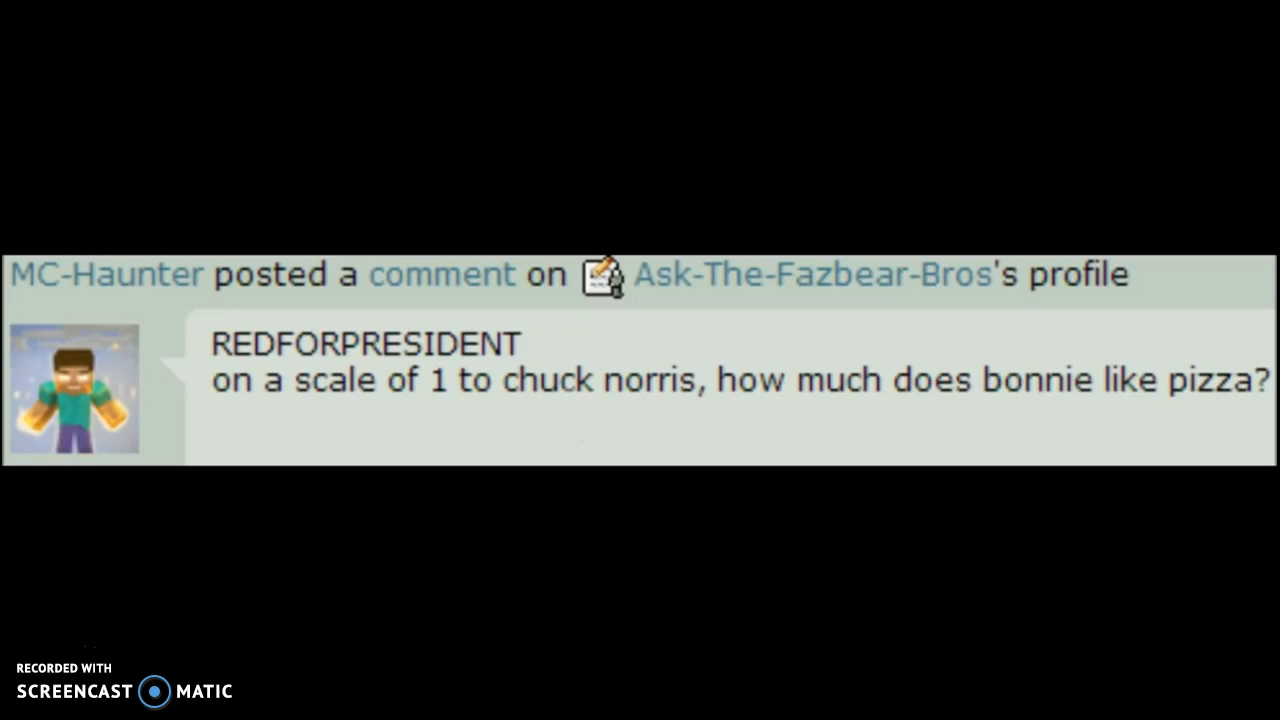 MC-Haunter posted a comment on Ask-The-Fazbear-Bros's profile
REDFORPRESIDENT
on a scale of 1 to chuck norris, how much does bonnie like pizza?
RECORDED WITH
SCREENCAST MATIC